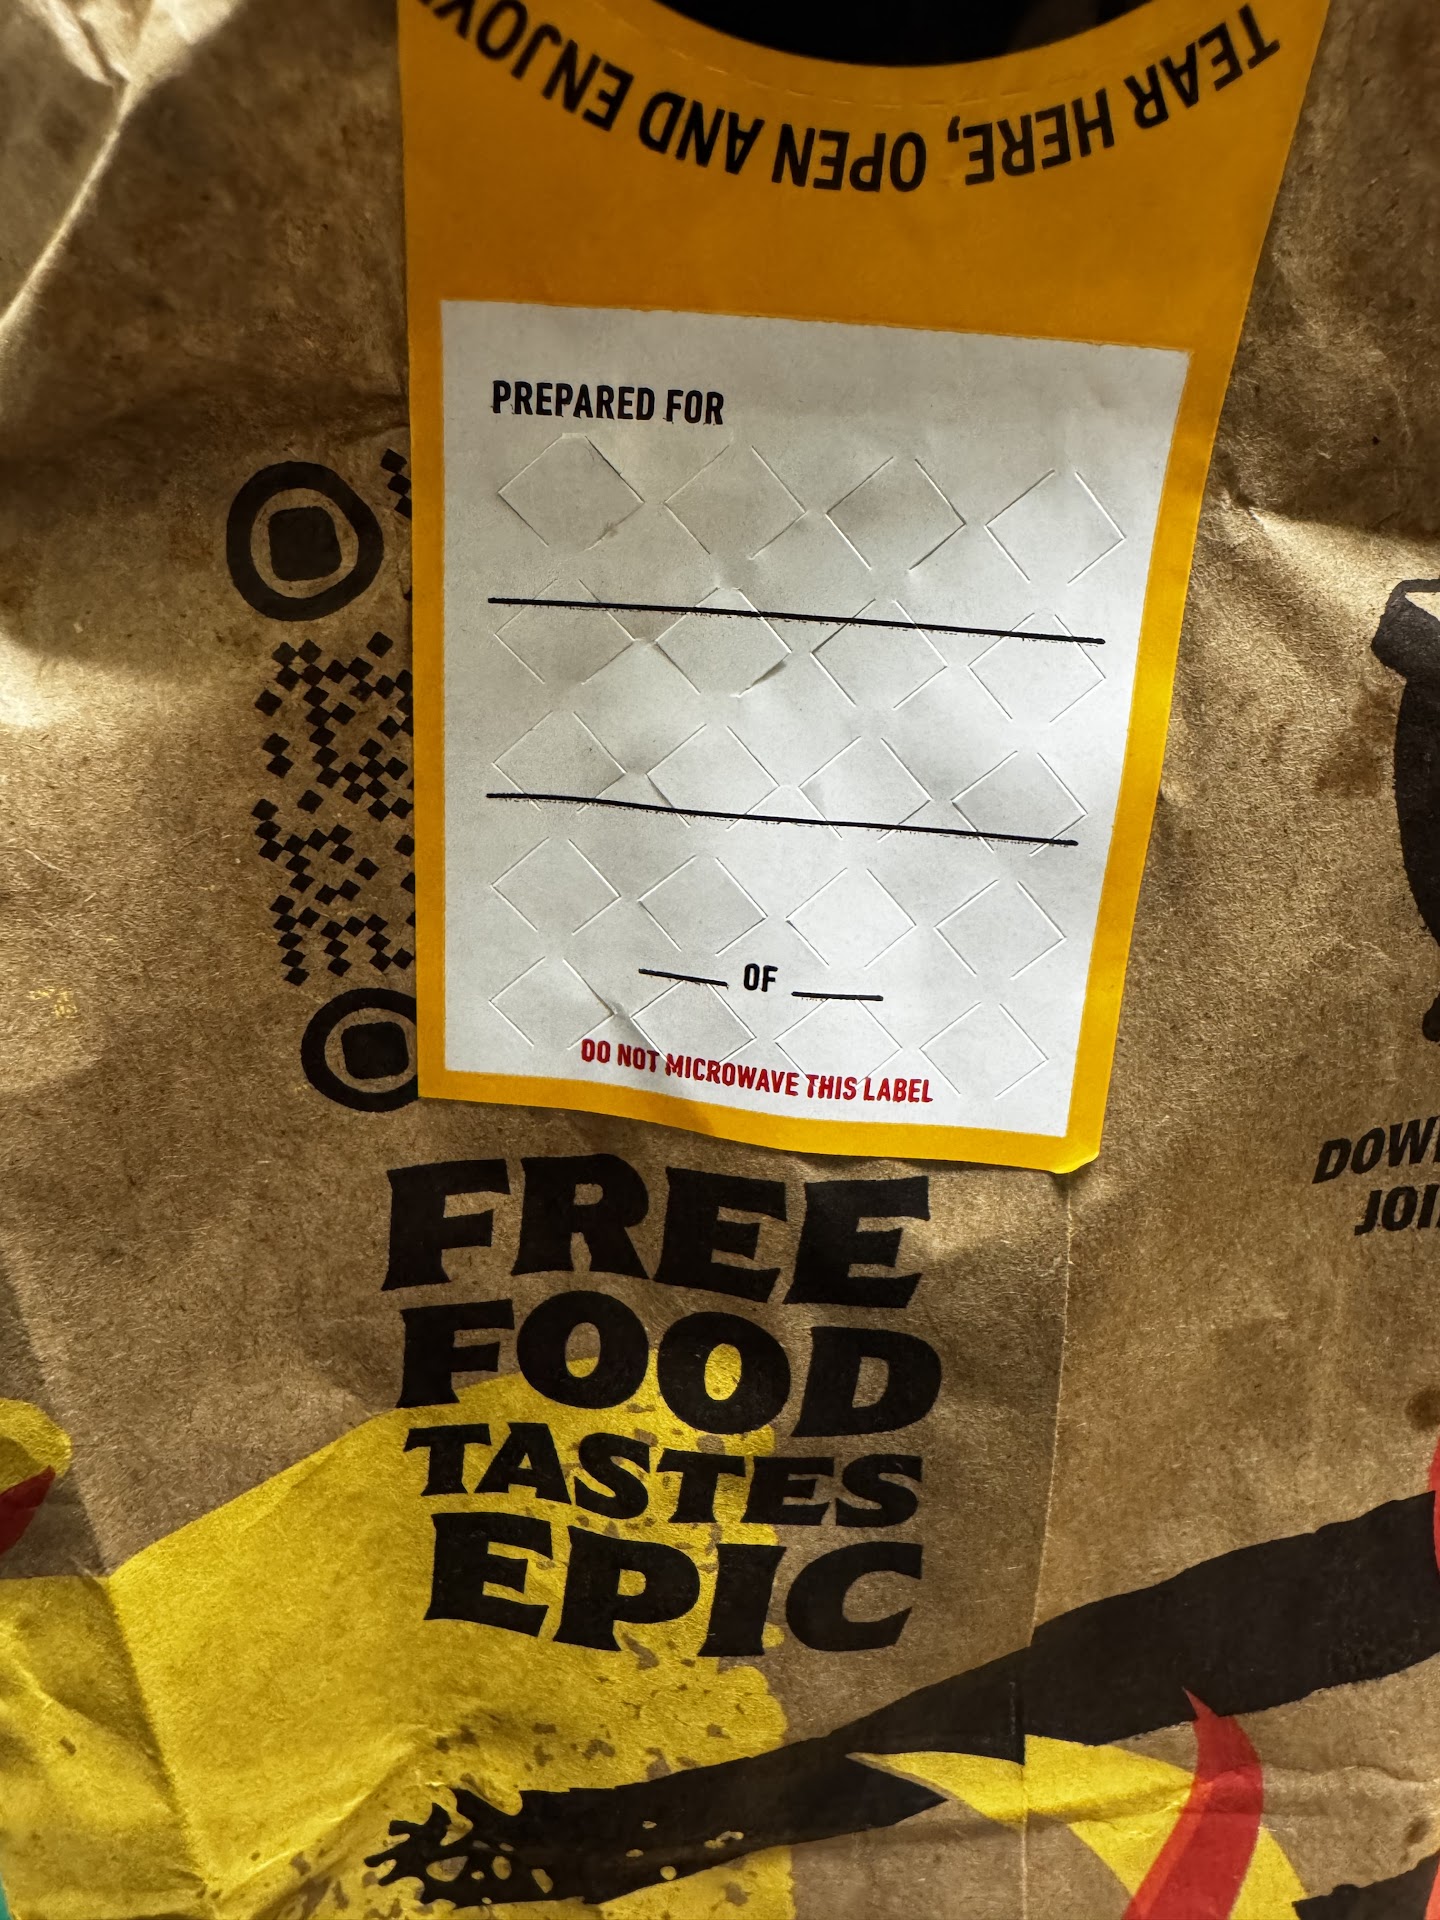 TEAR HERE, OPEN AND ENJOY
PREPARED FOR
OF
DO NOT MICROWAVE THIS LABEL
FREE
FOOD
TASTES
EPIC